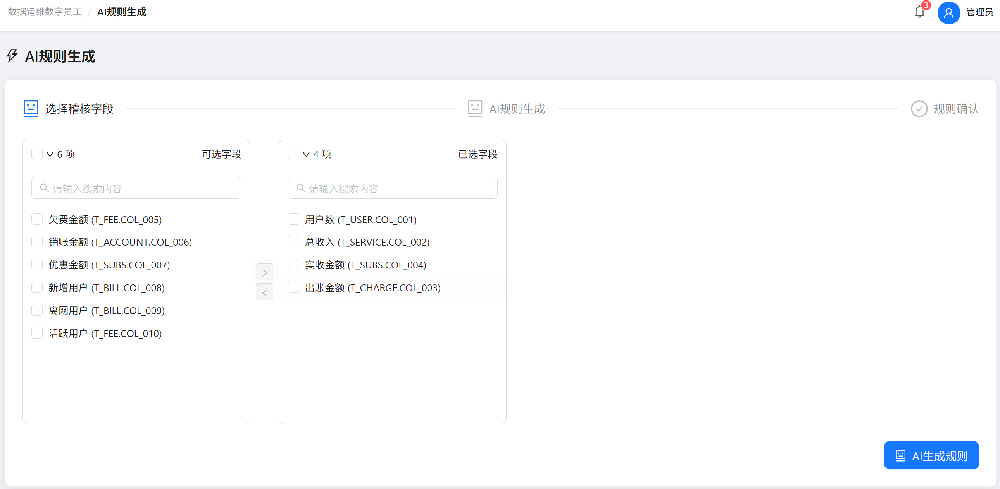 数据运维数字员工 / AI规则生成
3
管理员
AI规则生成
选择稽核字段
AI规则生成
规则确认
6 项 可选字段
请输入搜索内容
欠费金额 (T_FEE.COL_005)
销账金额 (T_ACCOUNT.COL_006)
优惠金额 (T_SUBS.COL_007)
新增用户 (T_BILL.COL_008)
离网用户 (T_BILL.COL_009)
活跃用户 (T_FEE.COL_010)
4 项 已选字段
请输入搜索内容
用户数 (T_USER.COL_001)
总收入 (T_SERVICE.COL_002)
实收金额 (T_SUBS.COL_004)
出账金额 (T_CHARGE.COL_003)
AI生成规则